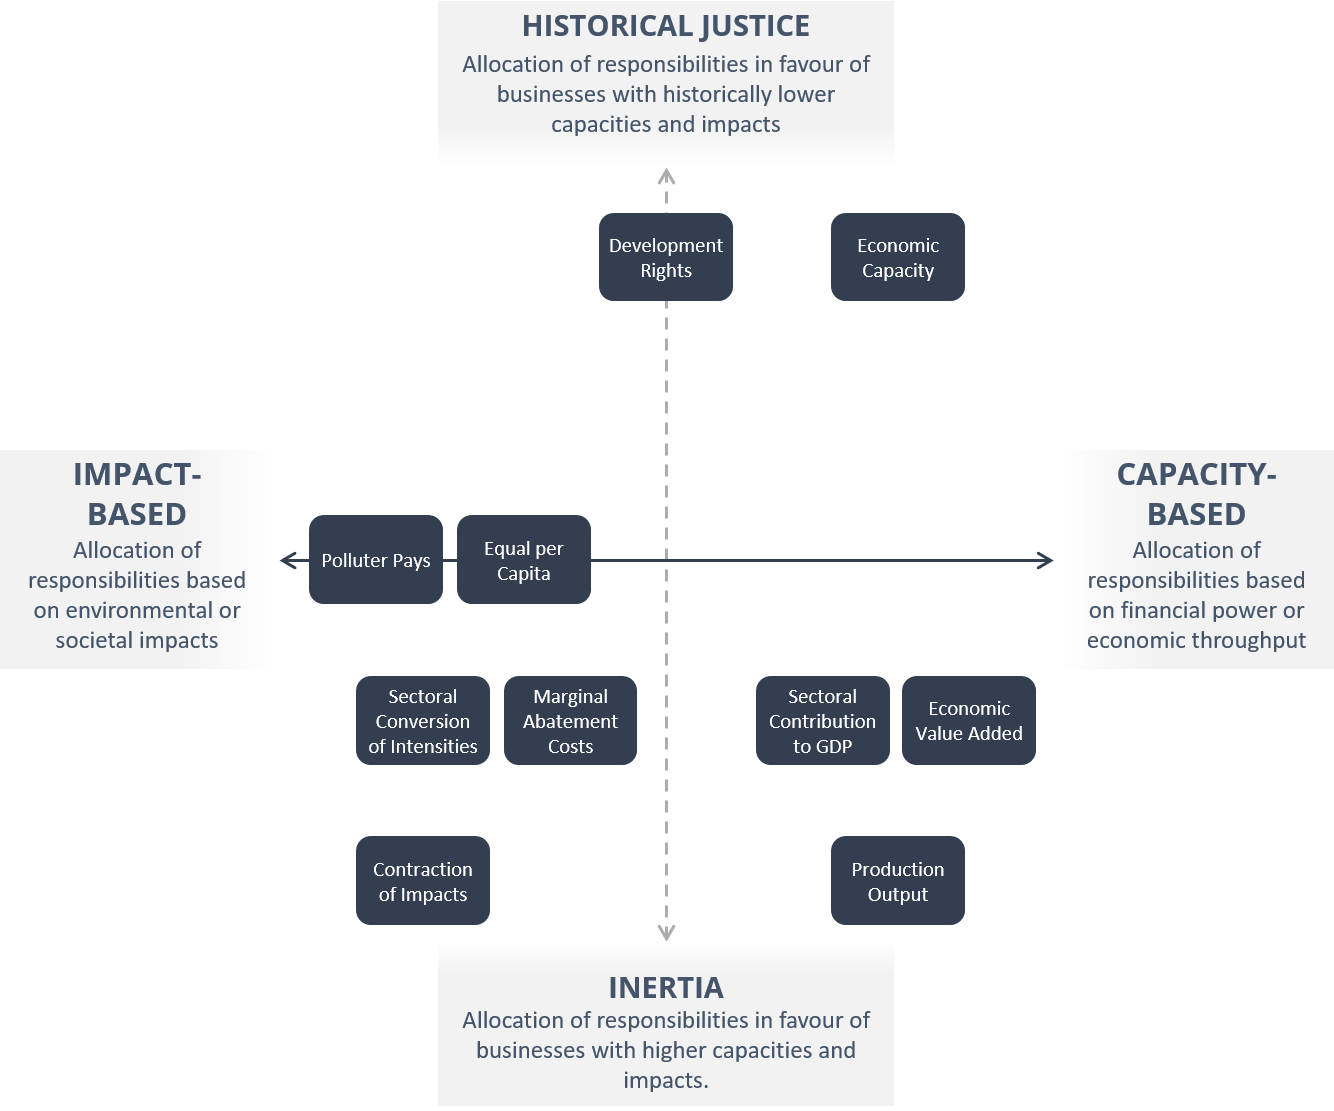 HISTORICAL JUSTICE
Allocation of responsibilities in favour of
businesses with historically lower
capacities and impacts
Development
Rights
Economic
Capacity
IMPACT-
BASED
Allocation of
responsibilities based
on environmental or
societal impacts
Polluter Pays
Equal per
Capita
CAPACITY-
BASED
Allocation of
responsibilities based
on financial power or
economic throughput
Sectoral
Conversion
of Intensities
Marginal
Abatement
Costs
Sectoral
Contribution
to GDP
Economic
Value Added
Contraction
of Impacts
Production
Output
INERTIA
Allocation of responsibilities in favour of
businesses with higher capacities and
impacts.